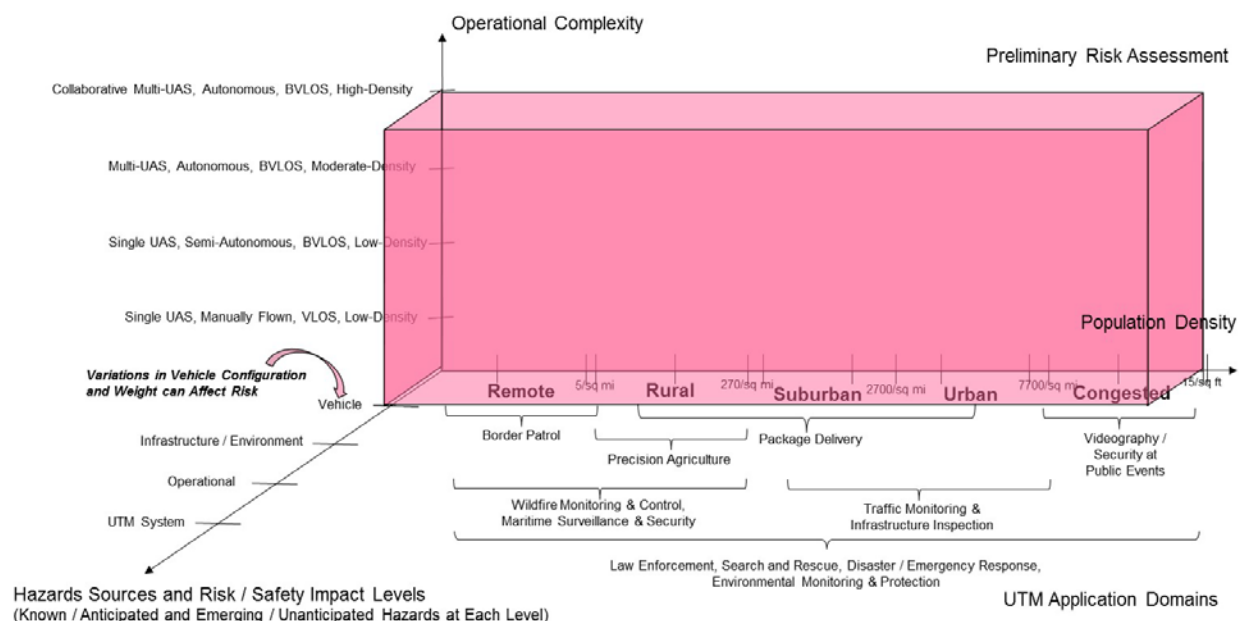 Operational Complexity
Preliminary Risk Assessment
Collaborative Multi-UAS, Autonomous, BVLOS, High-Density
Multi-UAS, Autonomous, BVLOS, Moderate-Density
Single UAS, Semi-Autonomous, BVLOS, Low-Density
Single UAS, Manually Flown, VLOS, Low-Density
Population Density
Variations in Vehicle Configuration
and Weight can Affect Risk
Vehicle
Infrastructure / Environment
Operational
UTM System
Remote
5/sq mi
Rural
270/sq mi
Suburban
2700/sq mi
Urban
7700/sq mi
Congested
15/sq ft
Border Patrol
Precision Agriculture
Package Delivery
Videography /
Security at
Public Events
Wildfire Monitoring & Control,
Maritime Surveillance & Security
Traffic Monitoring &
Infrastructure Inspection
Law Enforcement, Search and Rescue, Disaster / Emergency Response,
Environmental Monitoring & Protection
Hazards Sources and Risk / Safety Impact Levels
(Known / Anticipated and Emerging / Unanticipated Hazards at Each Level)
UTM Application Domains